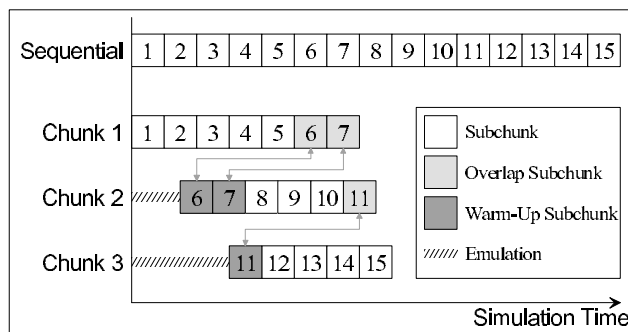 Sequential 1 2 3 4 5 6 7 8 9 10 11 12 13 14 15
Chunk 1 1 2 3 4 5 6 7
Chunk 2 6 7 8 9 10 11
Chunk 3 11 12 13 14 15
Subchunk
Overlap Subchunk
Warm-Up Subchunk
Emulation
Simulation Time